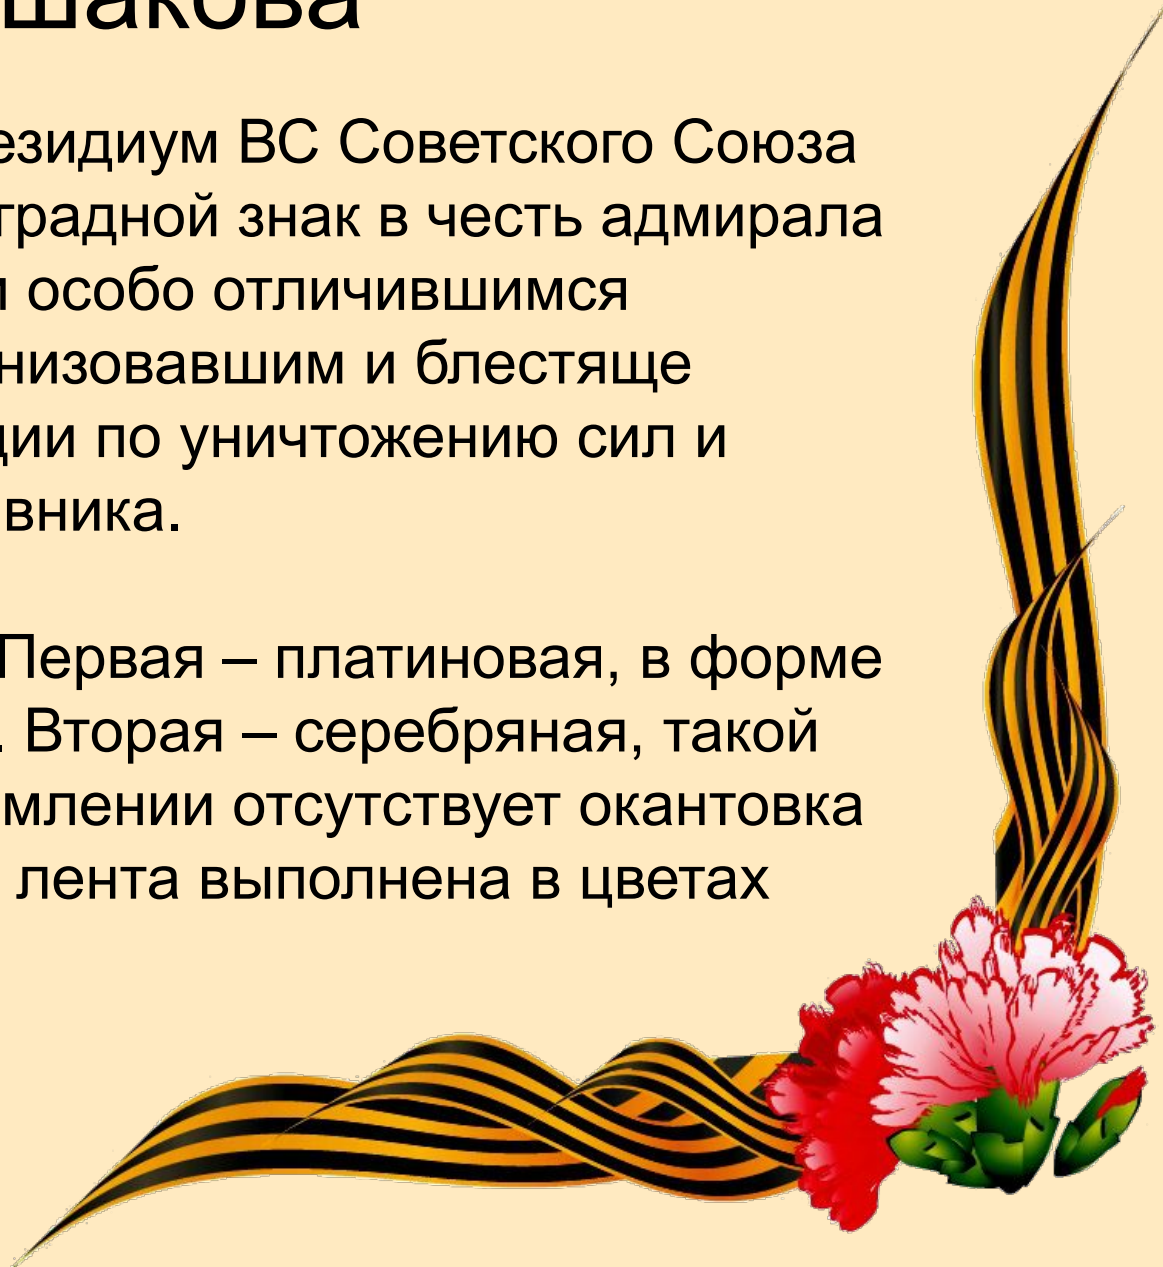 шакова
езидиум ВС Советского Союза
градной знак в честь адмирала
и особо отличившимся
низовавшим и блестяще
ции по уничтожению сил и
вника.
Первая – платиновая, в форме
. Вторая – серебряная, такой
млении отсутствует окантовка
лента выполнена в цветах